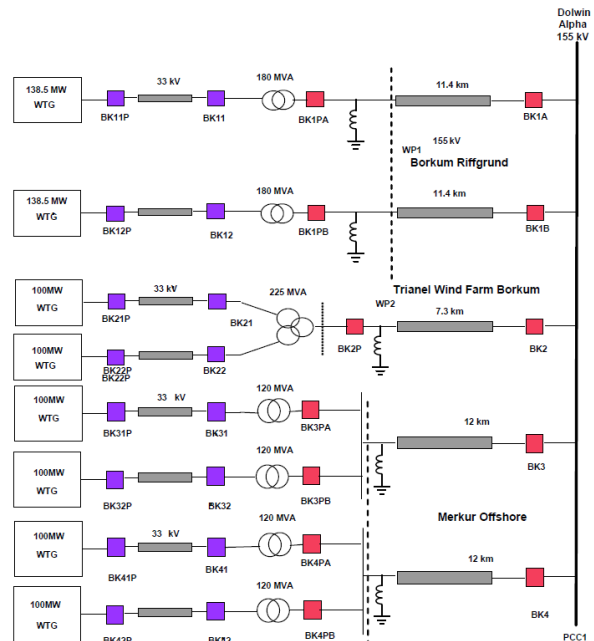 Dolwin
Alpha
155 kV
138.5 MW
WTG
33 kV
180 MVA
11.4 km
BK11P
BK11
BK1PA
BK1A
WP1
155 kV
Borkum Riffgrund
138.5 MW
WTG
180 MVA
11.4 km
BK12P
BK12
BK1PB
BK1B
Trianel Wind Farm Borkum
100MW
WTG
33 kV
225 MVA
WP2
7.3 km
BK21P
BK21
BK2P
BK2
100MW
WTG
BK22P
BK22P
BK22
100MW
WTG
33 kV
120 MVA
BK31P
BK31
BK3PA
12 km
BK3
100MW
WTG
120 MVA
BK32P
BK32
BK3PB
Merkur Offshore
100MW
WTG
33 kV
120 MVA
BK41P
BK41
BK4PA
12 km
BK4
100MW
WTG
120 MVA
BK42P
BK4PB
PCC1